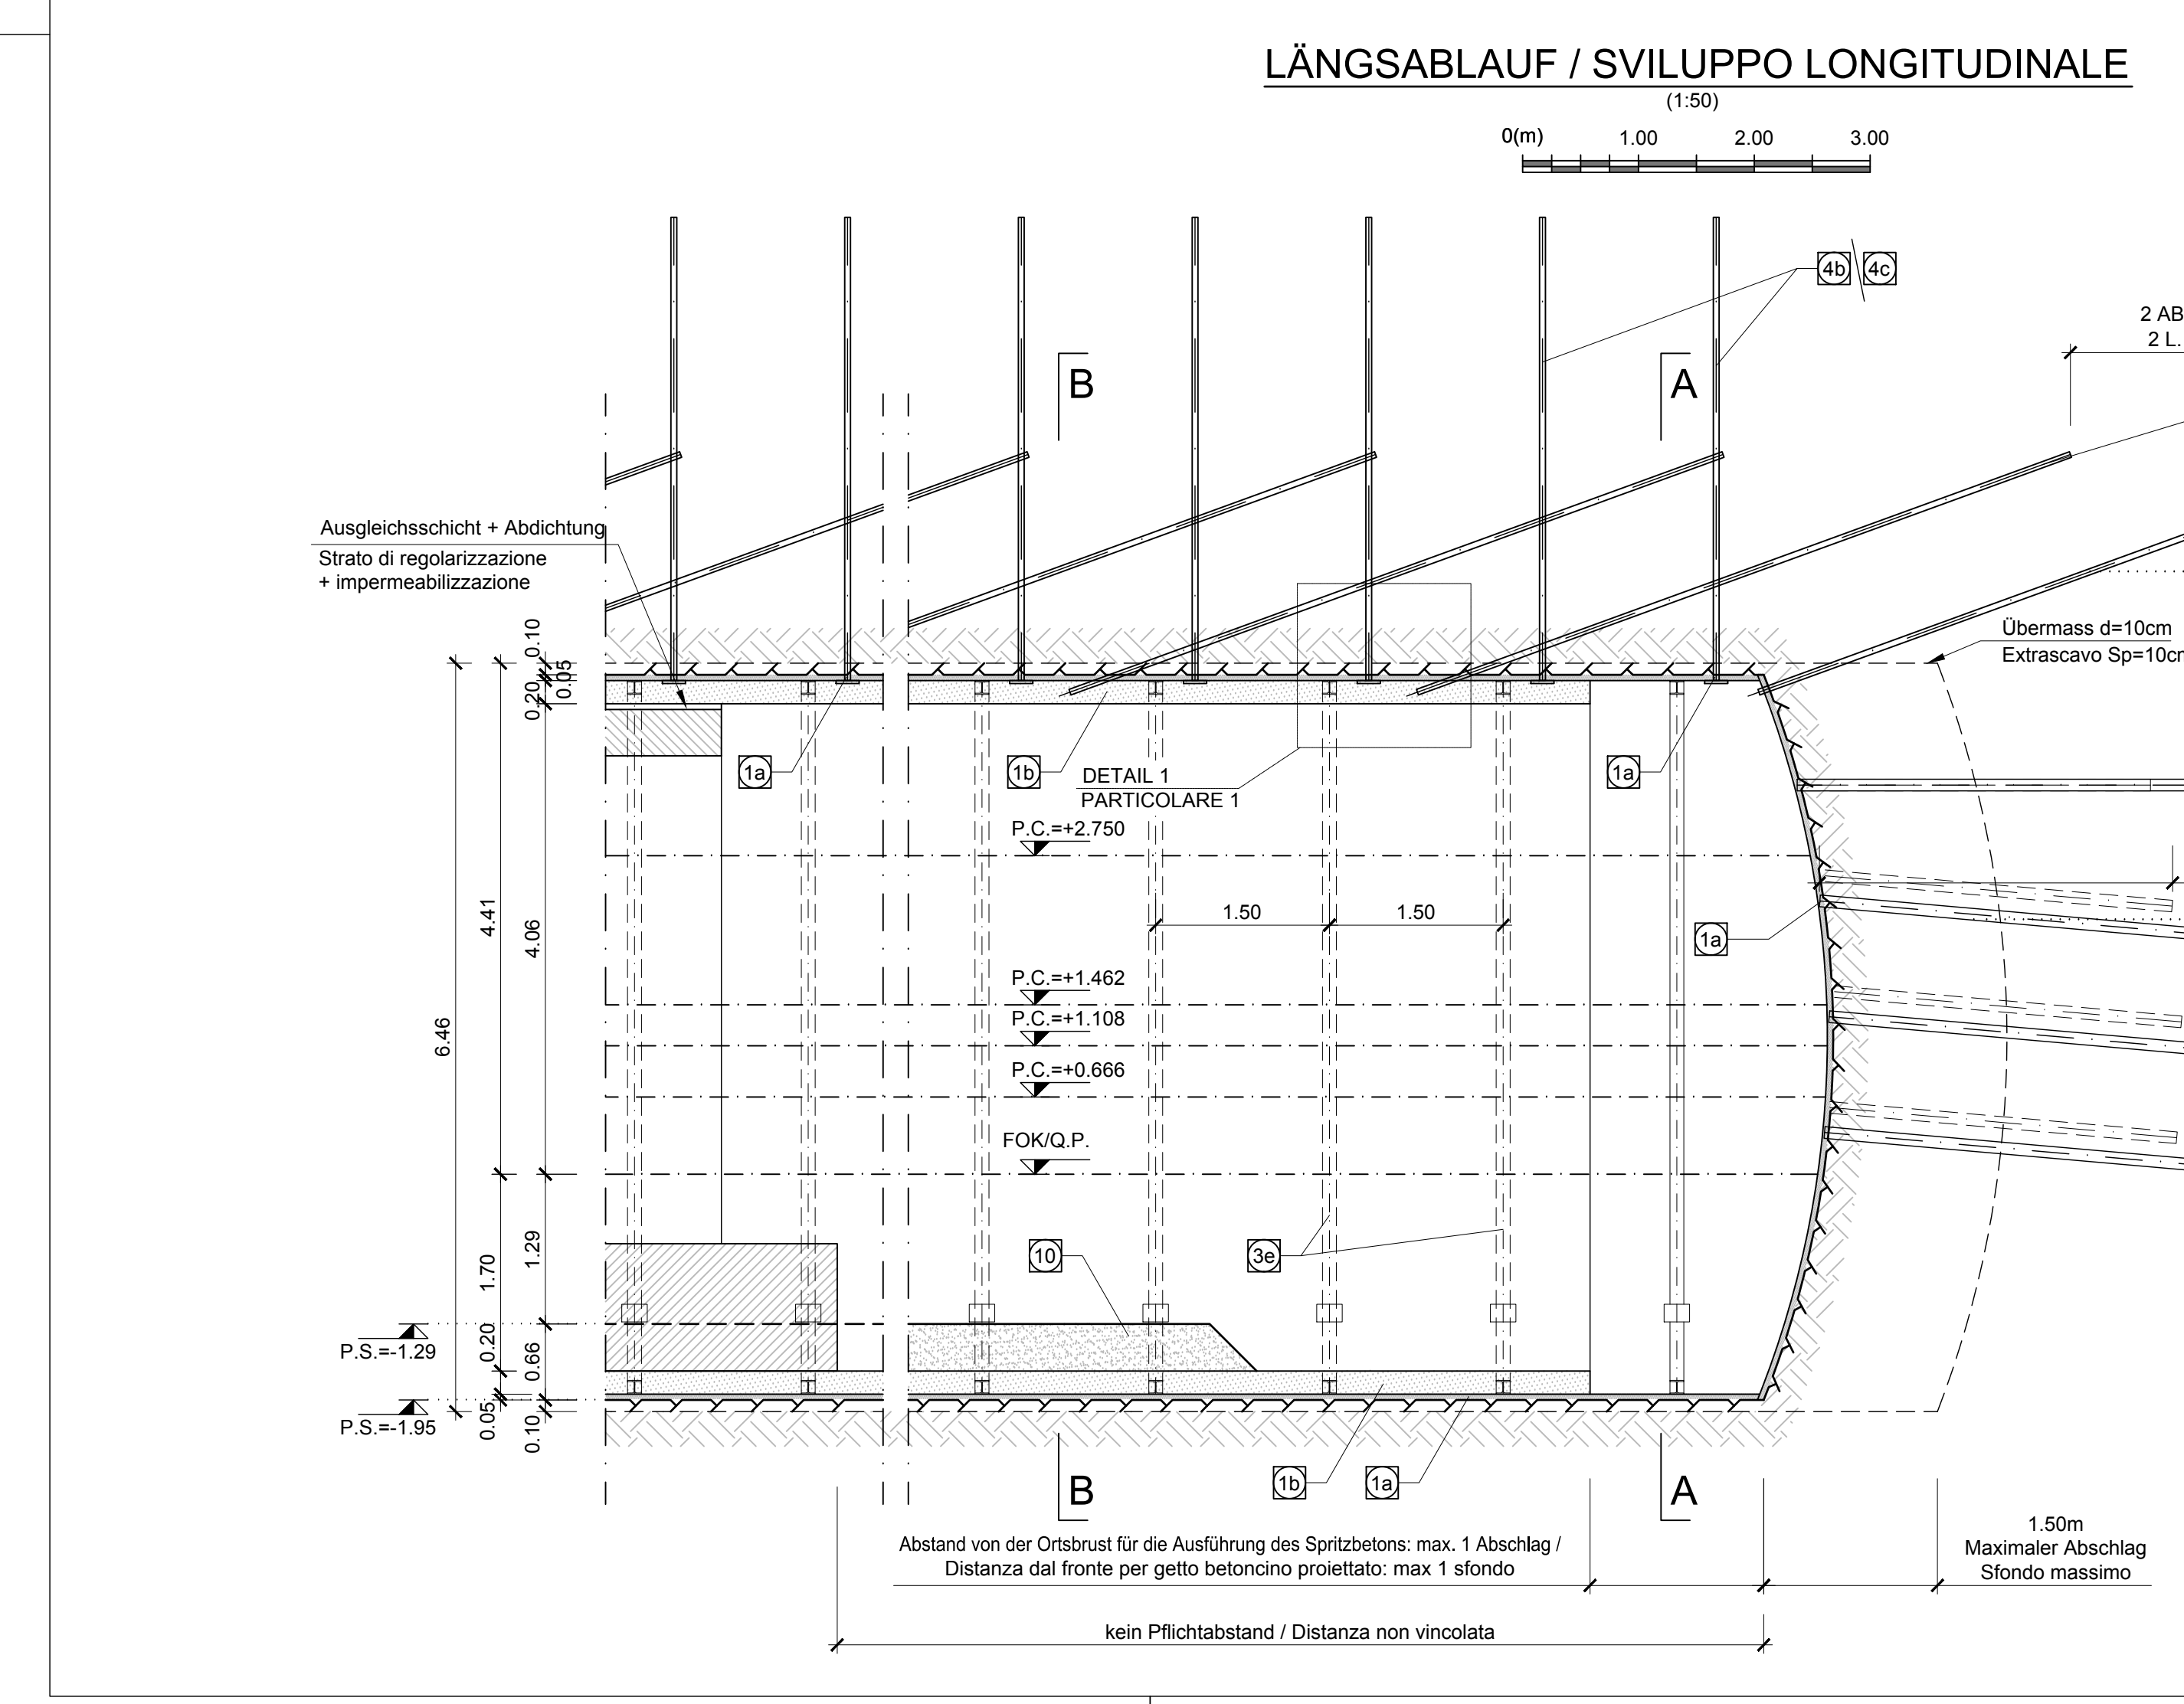 LÄNGSABLAUF / SVILUPPO LONGITUDINALE
(1:50)
0(m) 1.00 2.00 3.00
4b 4c
2 AB
2 L.
B A
Ausgleichsschicht + Abdichtung
Strato di regolarizzazione
+ impermeabilizzazione
Übermass d=10cm
Extrascavo Sp=10cm
0.10
0.05
0.20
1a 1b 1a
DETAIL 1
PARTICOLARE 1
P.C.=+2.750
1.50 1.50
4.41
4.06
1a
P.C.=+1.462
P.C.=+1.108
6.46
P.C.=+0.666
FOK/Q.P.
10 3e
1.70
1.29
P.S.=-1.29
0.20
0.66
P.S.=-1.95
0.05
0.10
1b 1a
B A
Abstand von der Ortsbrust für die Ausführung des Spritzbetons: max. 1 Abschlag /
Distanza dal fronte per getto betoncino proiettato: max 1 sfondo
1.50m
Maximaler Abschlag
Sfondo massimo
kein Pflichtabstand / Distanza non vincolata